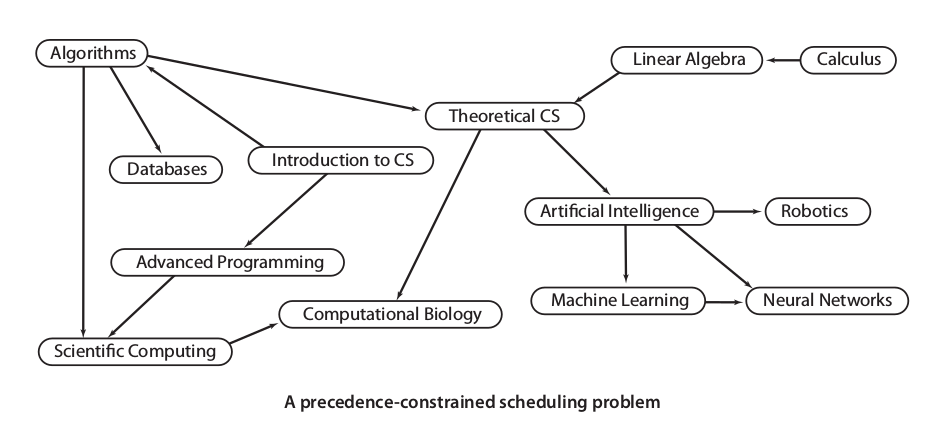 Algorithms
Linear Algebra
Calculus
Theoretical CS
Databases
Introduction to CS
Artificial Intelligence
Robotics
Advanced Programming
Machine Learning
Neural Networks
Computational Biology
Scientific Computing
A precedence-constrained scheduling problem